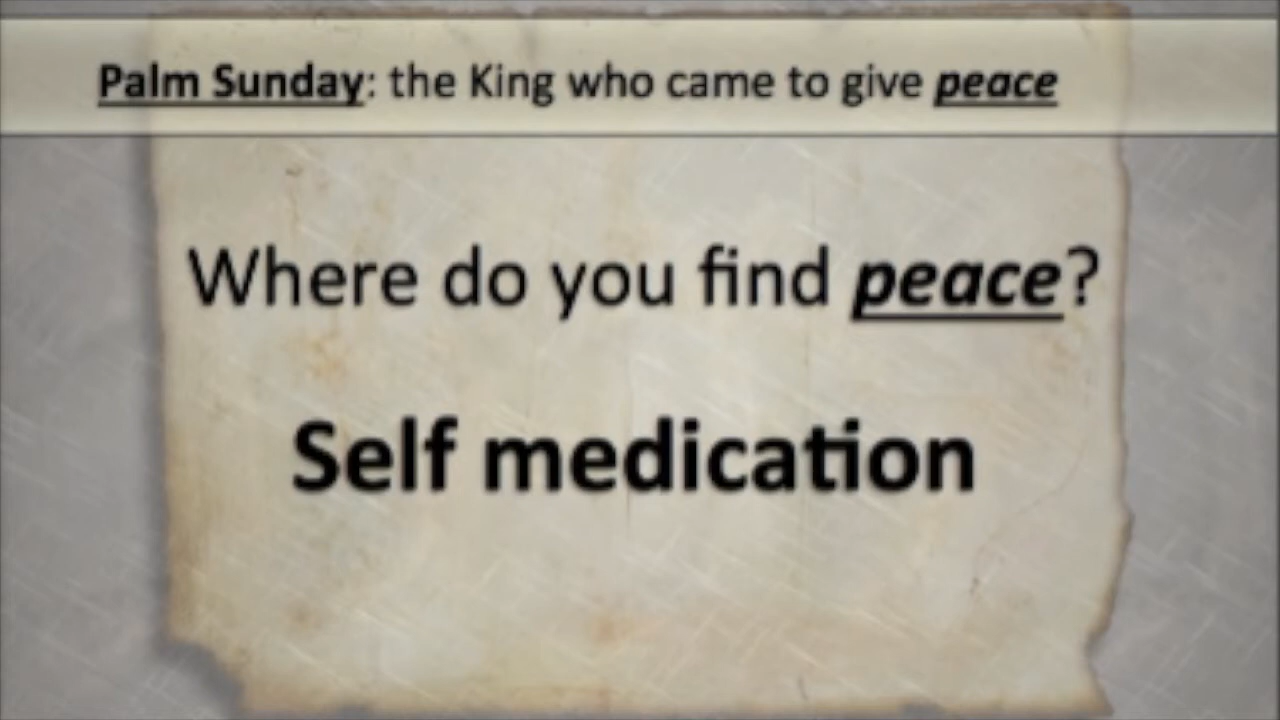 Palm Sunday: the King who came to give peace
Where do you find peace?
Self medication